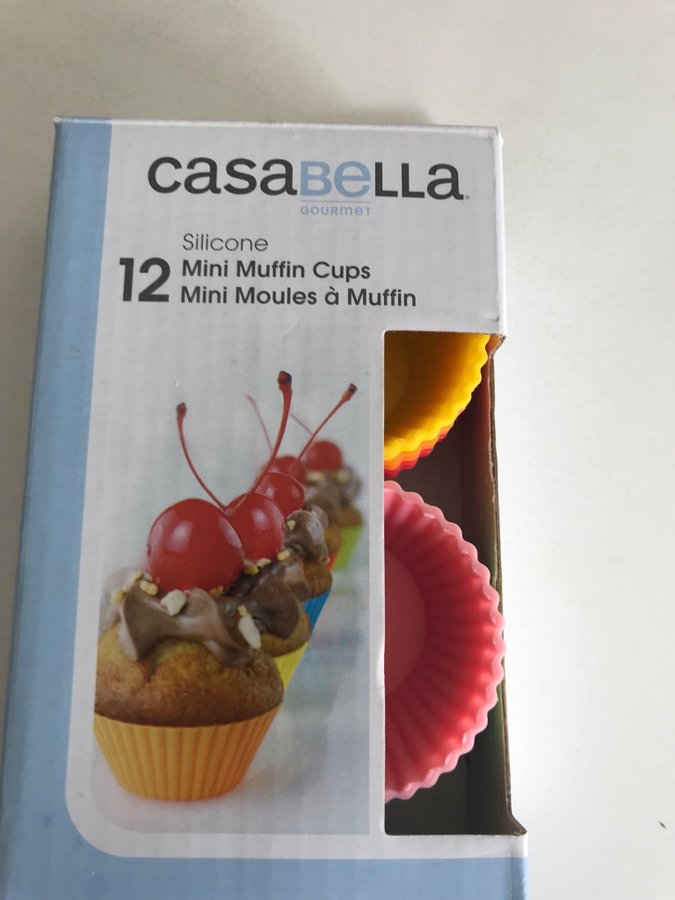 casaBeLLa
GOURMET
Silicone
12 Mini Muffin Cups
Mini Moules à Muffin